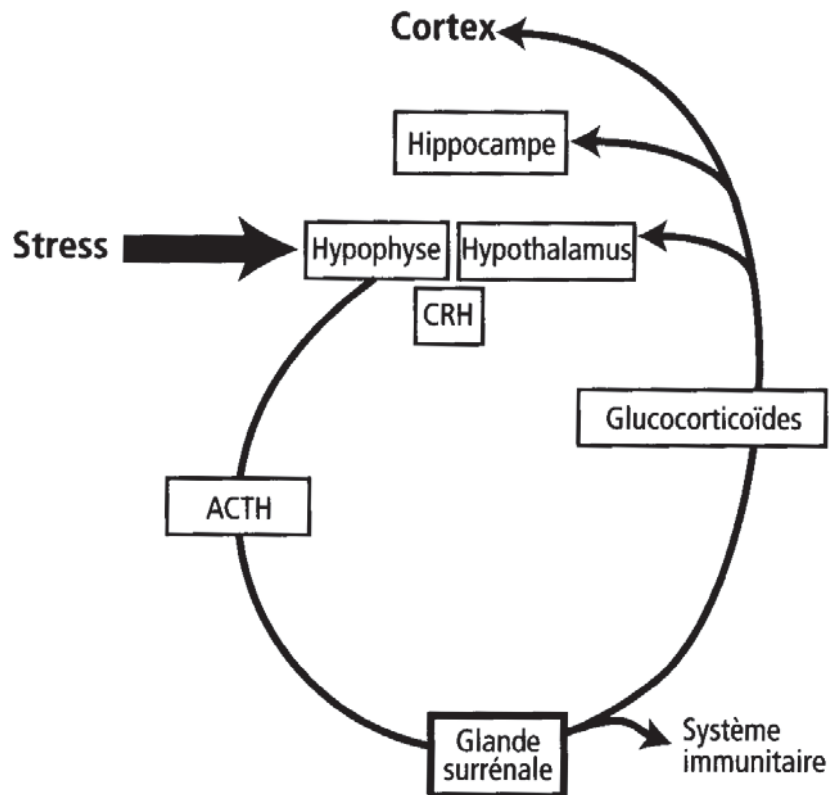 Cortex
Hippocampe
Stress
Hypophyse
Hypothalamus
CRH
Glucocorticoïdes
ACTH
Glande
surrénale
Système
immunitaire